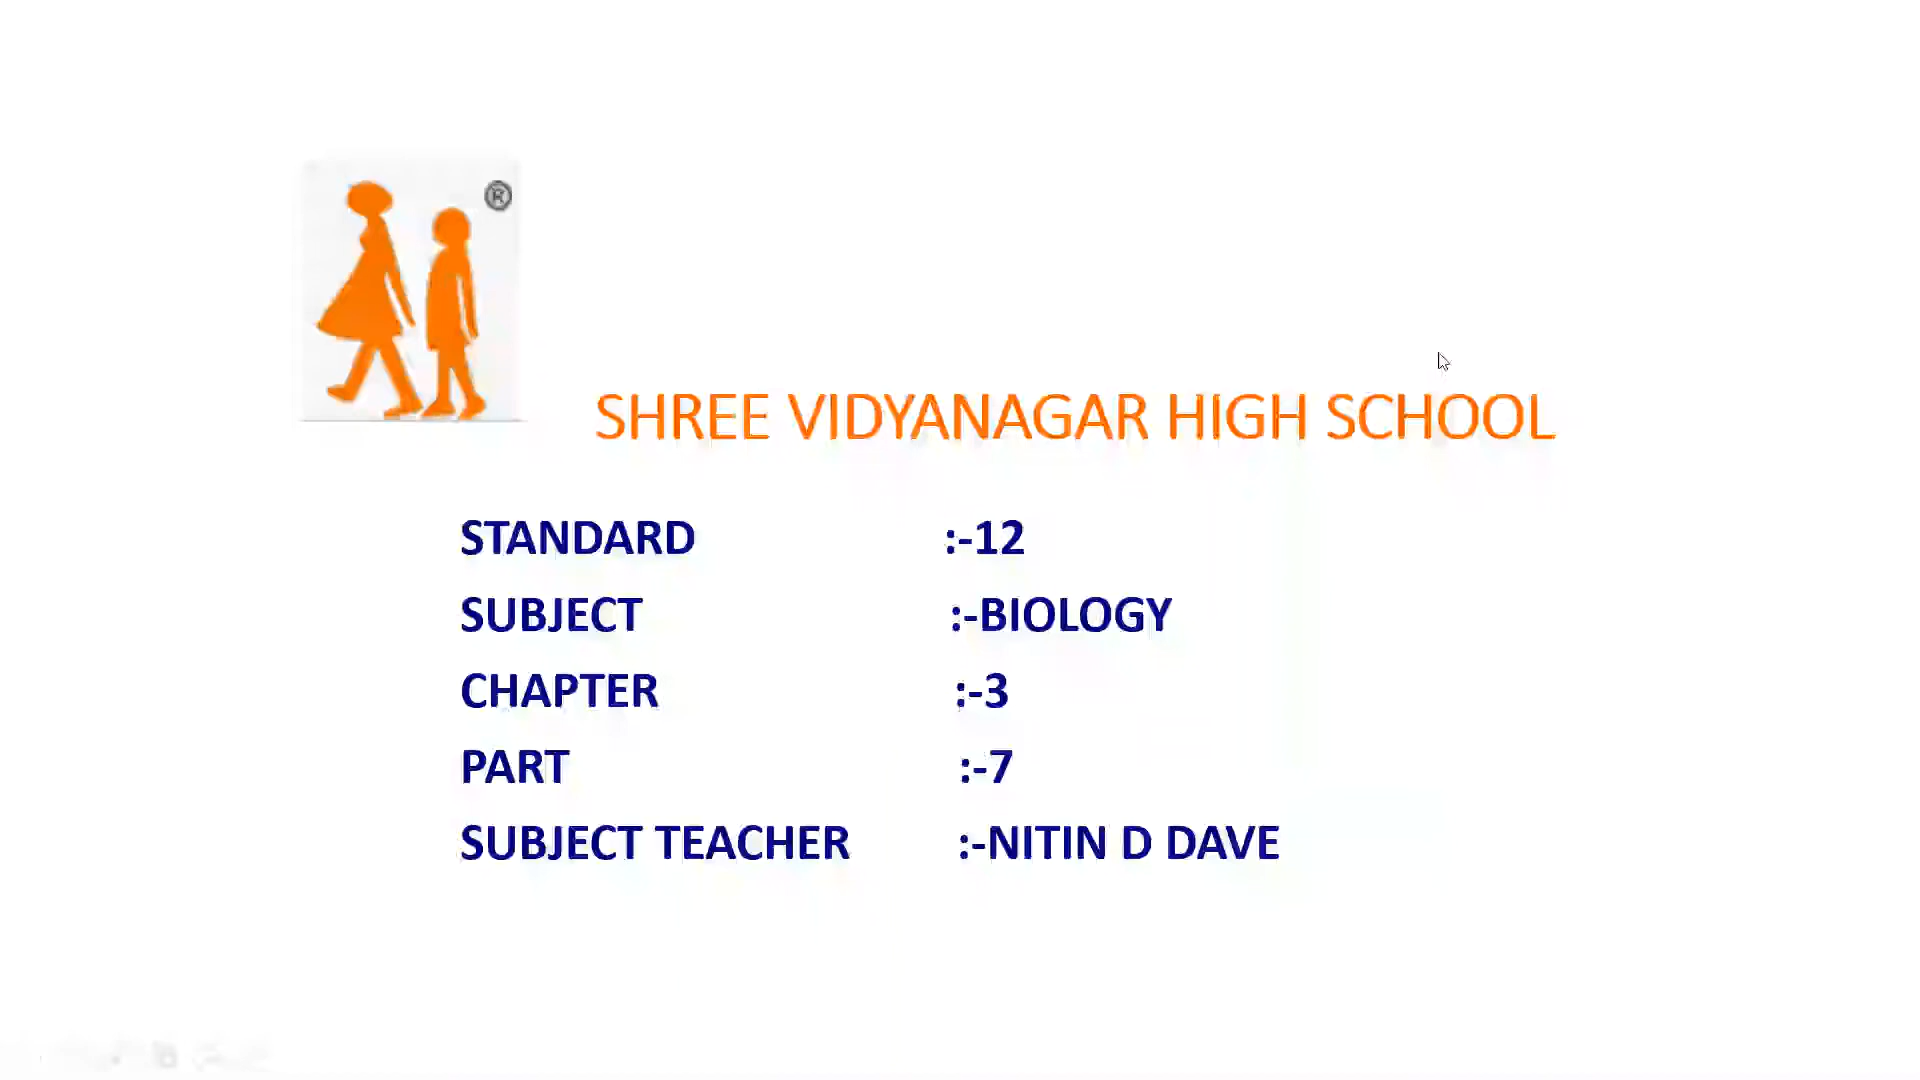 ®
SHREE VIDYANAGAR HIGH SCHOOL
STANDARD :-12
SUBJECT :-BIOLOGY
CHAPTER :-3
PART :-7
SUBJECT TEACHER :-NITIN D DAVE